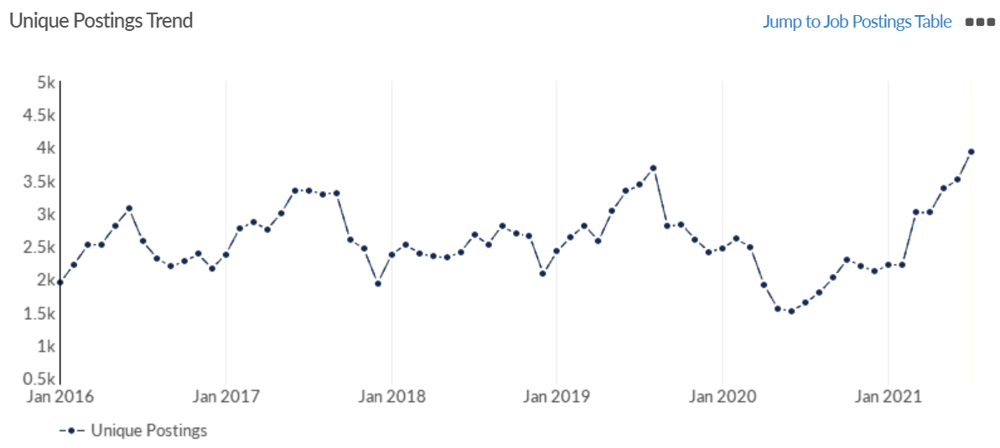 Unique Postings Trend
Jump to Job Postings Table
5k
4.5k
4k
3.5k
3k
2.5k
2k
1.5k
1k
0.5k
Jan 2016 Jan 2017 Jan 2018 Jan 2019 Jan 2020 Jan 2021
Unique Postings